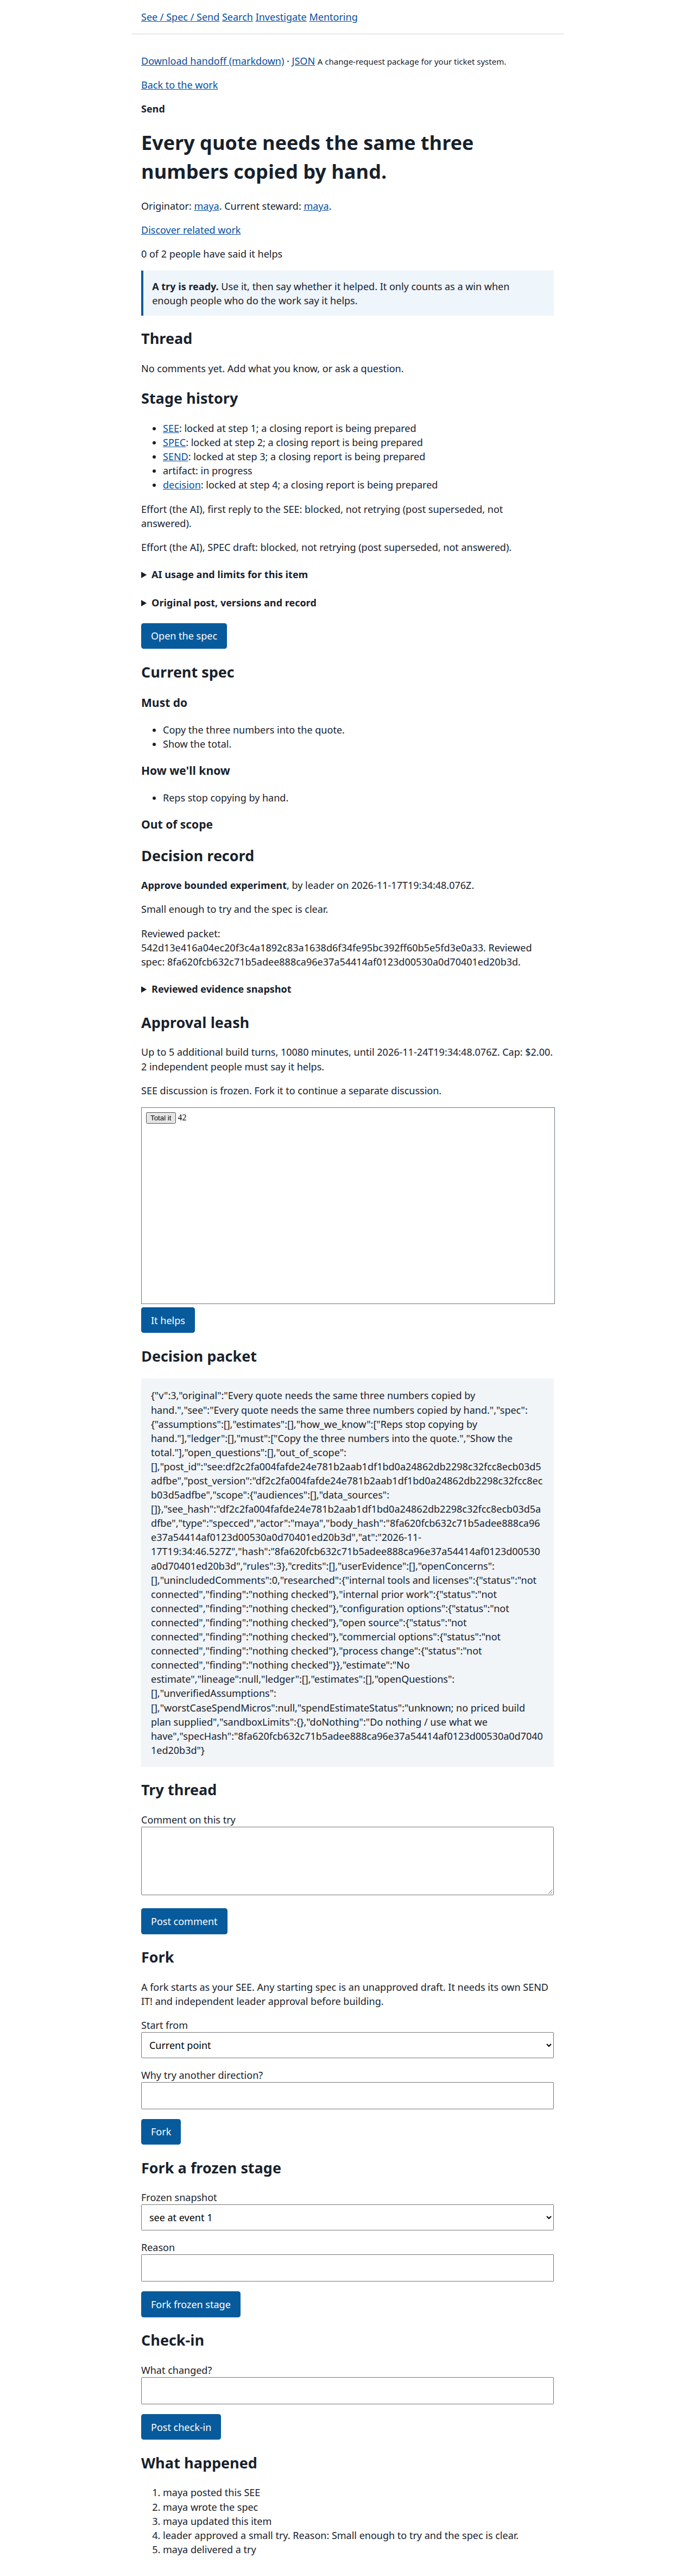 See / Spec / Send Search Investigate Mentoring
Download handoff (markdown) · JSON A change-request package for your ticket system.
Back to the work
Send
Every quote needs the same three
numbers copied by hand.
Originator: maya. Current steward: maya.
Discover related work
0 of 2 people have said it helps
A try is ready. Use it, then say whether it helped. It only counts as a win when
enough people who do the work say it helps.
Thread
No comments yet. Add what you know, or ask a question.
Stage history
SEE: locked at step 1; a closing report is being prepared
SPEC: locked at step 2; a closing report is being prepared
SEND: locked at step 3; a closing report is being prepared
artifact: in progress
decision: locked at step 4; a closing report is being prepared
Effort (the AI), first reply to the SEE: blocked, not retrying (post superseded, not
answered).
Effort (the AI), SPEC draft: blocked, not retrying (post superseded, not answered).
AI usage and limits for this item
Original post, versions and record
Open the spec
Current spec
Must do
Copy the three numbers into the quote.
Show the total.
How we'll know
Reps stop copying by hand.
Out of scope
Decision record
Approve bounded experiment, by leader on 2026-11-17T19:34:48.076Z.
Small enough to try and the spec is clear.
Reviewed packet:
542d13e416a04ec20f3c4a1892c83a1638d6f34fe95bc392ff60b5e5fd3e0a33. Reviewed
spec: 8fa620fcb632c71b5adee888ca96e37a54414af0123d00530a0d70401ed20b3d.
Reviewed evidence snapshot
Approval leash
Up to 5 additional build turns, 10080 minutes, until 2026-11-24T19:34:48.076Z. Cap: $2.00.
2 independent people must say it helps.
SEE discussion is frozen. Fork it to continue a separate discussion.
Total it 42
It helps
Decision packet
{"v":3,"original":"Every quote needs the same three numbers copied by
hand.","see":"Every quote needs the same three numbers copied by hand.","spec":
{"assumptions":[],"estimates":[],"how_we_know":["Reps stop copying by
hand."],"ledger":[],"must":["Copy the three numbers into the quote.","Show the
total."],"open_questions":[],"out_of_scope":
[],"post_id":"see:df2c2fa004fafde24e781b2aab1df1bd0a24862db2298c32fcc8ecb03d5
adfbe","post_version":"df2c2fa004fafde24e781b2aab1df1bd0a24862db2298c32fcc8ec
b03d5adfbe","scope":{"audiences":[],"data_sources":
[]},"see_hash":"df2c2fa004fafde24e781b2aab1df1bd0a24862db2298c32fcc8ecb03d5a
dfbe","type":"specced","actor":"maya","body_hash":"8fa620fcb632c71b5adee888ca96
e37a54414af0123d00530a0d70401ed20b3d","at":"2026-11-
17T19:34:46.527Z","hash":"8fa620fcb632c71b5adee888ca96e37a54414af0123d00530
a0d70401ed20b3d","rules":3},"credits":[],"userEvidence":[],"openConcerns":
[],"unincludedComments":0,"researched":{"internal tools and licenses":{"status":"not
connected","finding":"nothing checked"},"internal prior work":{"status":"not
connected","finding":"nothing checked"},"configuration options":{"status":"not
connected","finding":"nothing checked"},"open source":{"status":"not
connected","finding":"nothing checked"},"commercial options":{"status":"not
connected","finding":"nothing checked"},"process change":{"status":"not
connected","finding":"nothing checked"}},"estimate":"No
estimate","lineage":null,"ledger":[],"estimates":[],"openQuestions":
[],"unverifiedAssumptions":
[],"worstCaseSpendMicros":null,"spendEstimateStatus":"unknown; no priced build
plan supplied","sandboxLimits":{},"doNothing":"Do nothing / use what we
have","specHash":"8fa620fcb632c71b5adee888ca96e37a54414af0123d00530a0d7040
1ed20b3d"}
Try thread
Comment on this try
Post comment
Fork
A fork starts as your SEE. Any starting spec is an unapproved draft. It needs its own SEND
IT! and independent leader approval before building.
Start from
Current point
Why try another direction?
Fork
Fork a frozen stage
Frozen snapshot
see at event 1
Reason
Fork frozen stage
Check-in
What changed?
Post check-in
What happened
1. maya posted this SEE
2. maya wrote the spec
3. maya updated this item
4. leader approved a small try. Reason: Small enough to try and the spec is clear.
5. maya delivered a try